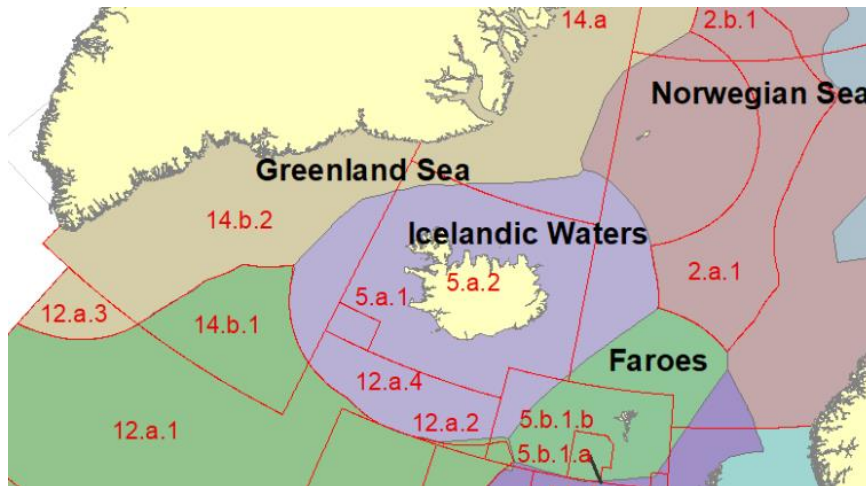 14.a
2.b.1
Norwegian Sea
Greenland Sea
14.b.2
Icelandic Waters
5.a.1
5.a.2
2.a.1
12.a.3
14.b.1
Faroes
12.a.4
12.a.2
5.b.1.b
12.a.1
5.b.1.a